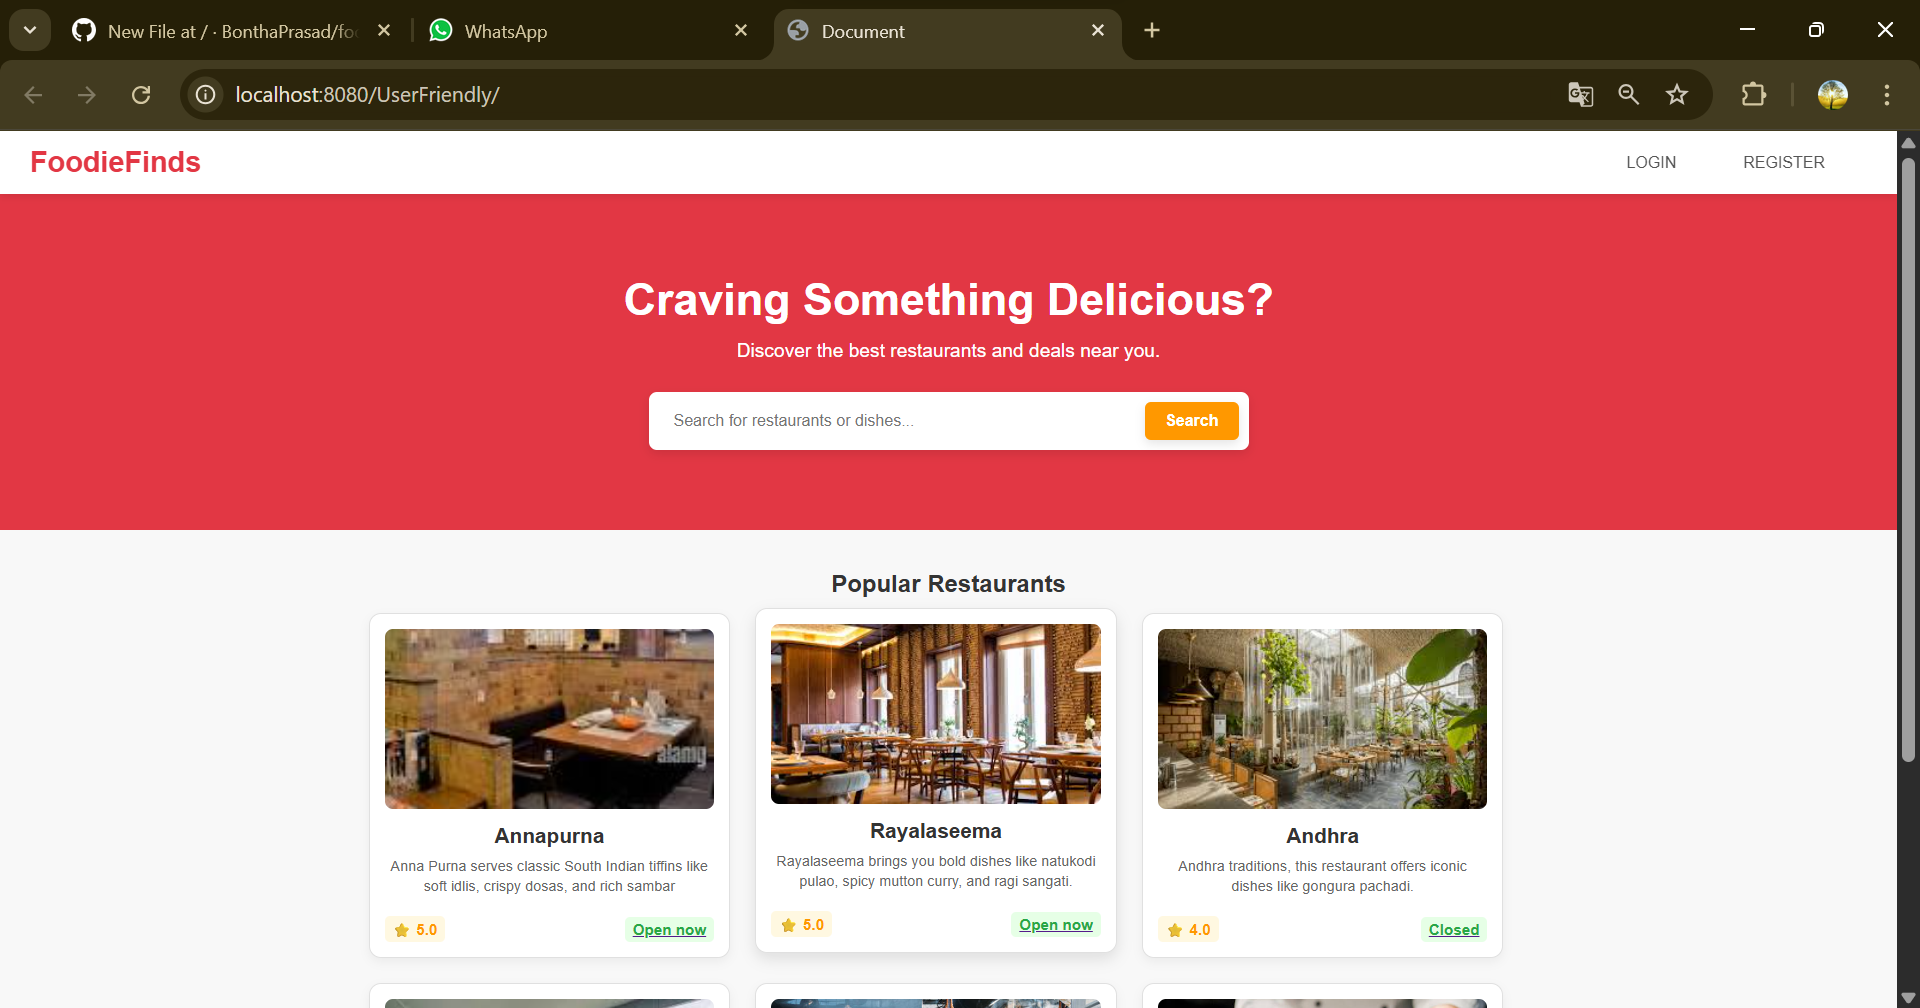 New File at / · BonthaPrasad/foo
WhatsApp
Document
localhost:8080/UserFriendly/
FoodieFinds
LOGIN
REGISTER
Craving Something Delicious?
Discover the best restaurants and deals near you.
Search for restaurants or dishes...
Search
Popular Restaurants
alamy
Annapurna
Anna Purna serves classic South Indian tiffins like
soft idlis, crispy dosas, and rich sambar
5.0
Open now
Rayalaseema
Rayalaseema brings you bold dishes like natukodi
pulao, spicy mutton curry, and ragi sangati.
5.0
Open now
Andhra
Andhra traditions, this restaurant offers iconic
dishes like gongura pachadi.
4.0
Closed